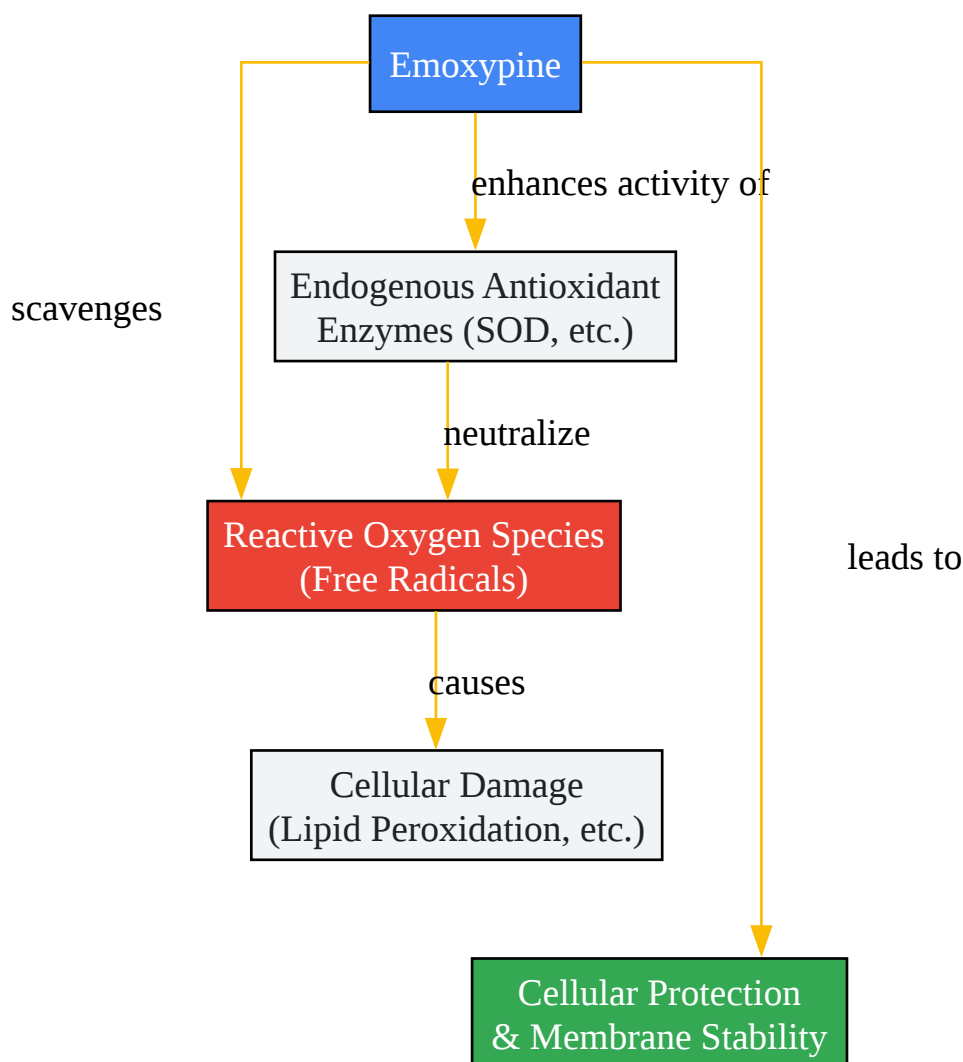 Emoxypine
enhances activity of
Endogenous Antioxidant
Enzymes (SOD, etc.)
scavenges
neutralize
Reactive Oxygen Species
(Free Radicals)
leads to
causes
Cellular Damage
(Lipid Peroxidation, etc.)
Cellular Protection
& Membrane Stability